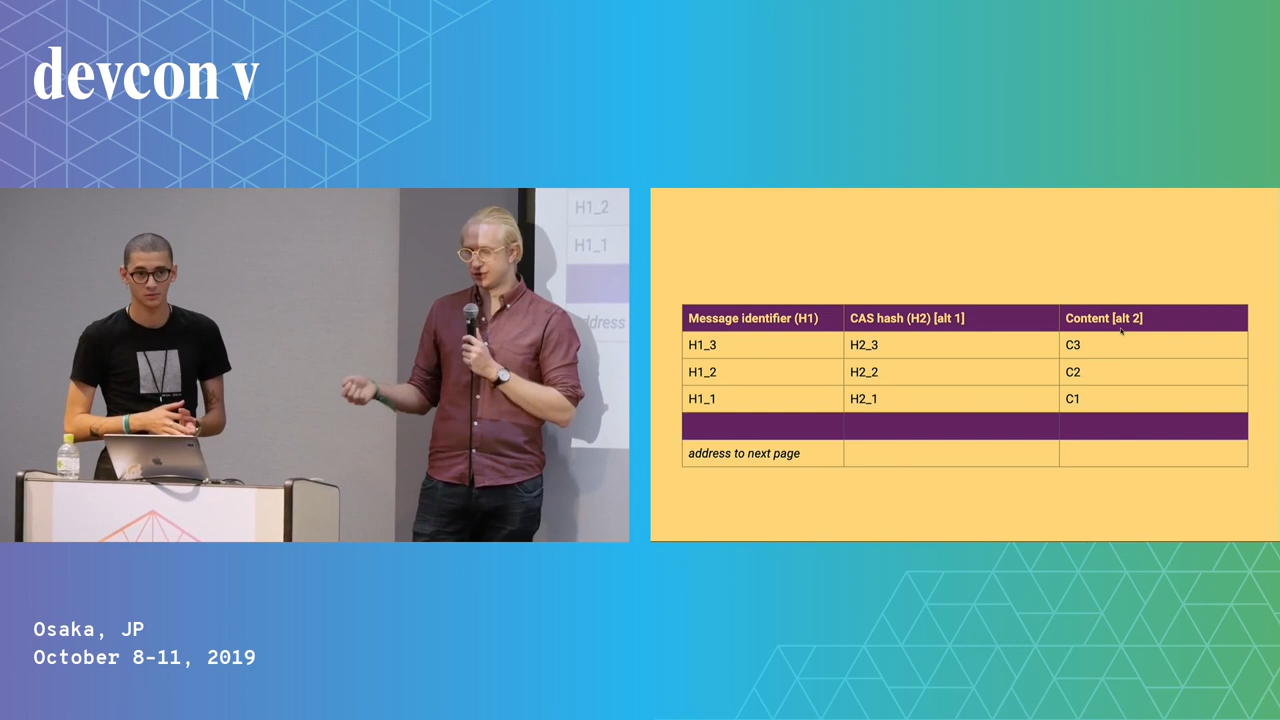 devcon v
H1_2
H1_1
address
Message identifier (H1) CAS hash (H2) [alt 1] Content [alt 2]
H1_3 H2_3 C3
H1_2 H2_2 C2
H1_1 H2_1 C1
address to next page
Osaka, JP
October 8-11, 2019